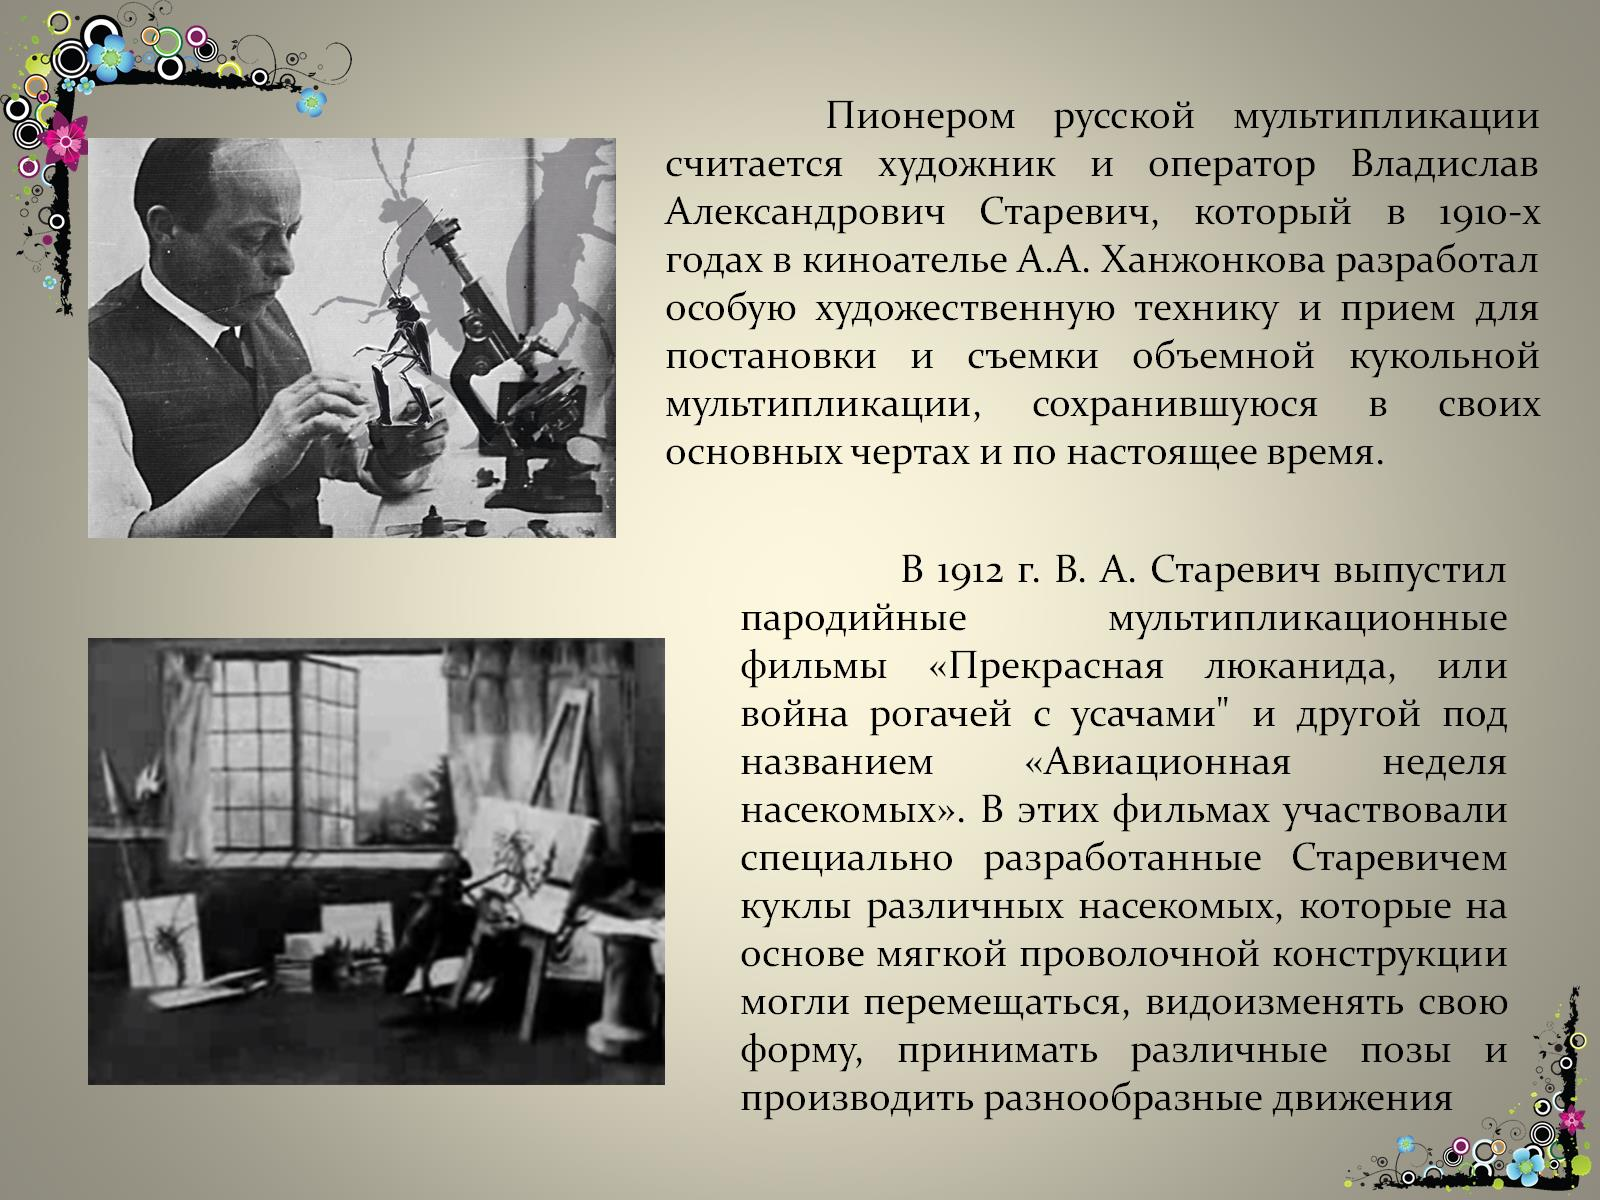 Пионером русской мультипликации
считается художник и оператор Владислав
Александрович Старевич, который в 1910-х
годах в киноателье А.А. Ханжонкова разработал
особую художественную технику и прием для
постановки и съемки объемной кукольной
мультипликации, сохранившуюся в своих
основных чертах и по настоящее время.
В 1912 г. В. А. Старевич выпустил
пародийные мультипликационные
фильмы «Прекрасная люканида, или
война рогачей с усачами" и другой под
названием «Авиационная неделя
насекомых». В этих фильмах участвовали
специально разработанные Старевичем
куклы различных насекомых, которые на
основе мягкой проволочной конструкции
могли перемещаться, видоизменять свою
форму, принимать различные позы и
производить разнообразные движения